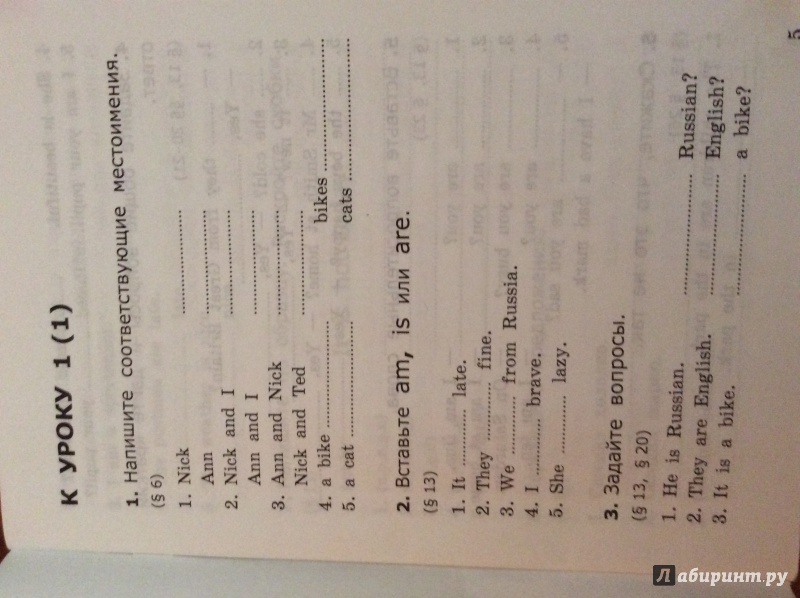 К УРОКУ 1 (1)
1. Напишите соответствующие местоимения.
(§ 6)
1. Nick ....................
Ann ....................
2. Nick and I ....................
Ann and I ....................
3. Ann and Nick ....................
Nick and Ted ....................
4. a bike .................... bikes ....................
5. a cat .................... cats ....................
2. Вставьте am, is или are.
(§ 13)
1. It ............ late.
2. They ............ fine.
3. We ............ from Russia.
4. I ............ brave.
5. She ............ lazy.
3. Задайте вопросы.
(§ 13, § 20)
1. He is Russian. .................... Russian?
2. They are English. .................... English?
3. It is a bike. .................... a bike?
5
Лабиринт.ру